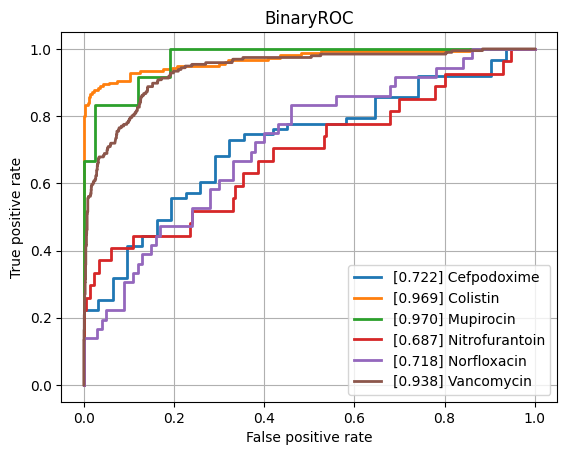 BinaryROC
True positive rate
1.0
0.8
0.6
0.4
0.2
0.0
[0.722] Cefpodoxime
[0.969] Colistin
[0.970] Mupirocin
[0.687] Nitrofurantoin
[0.718] Norfloxacin
[0.938] Vancomycin
0.0 0.2 0.4 0.6 0.8 1.0
False positive rate